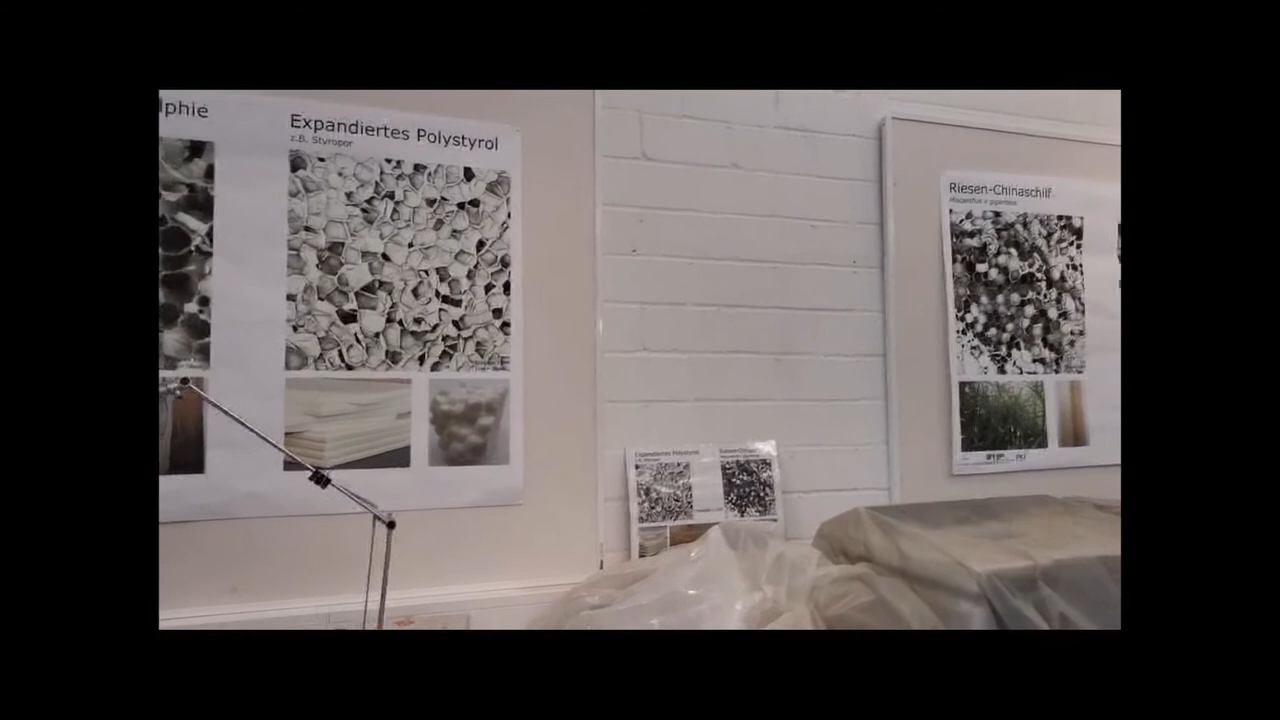 lphie
Expandiertes Polystyrol
z.B. Styropor
Riesen-Chinaschilf
Miscanthus x giganteus
Expandiertes Polystyrol